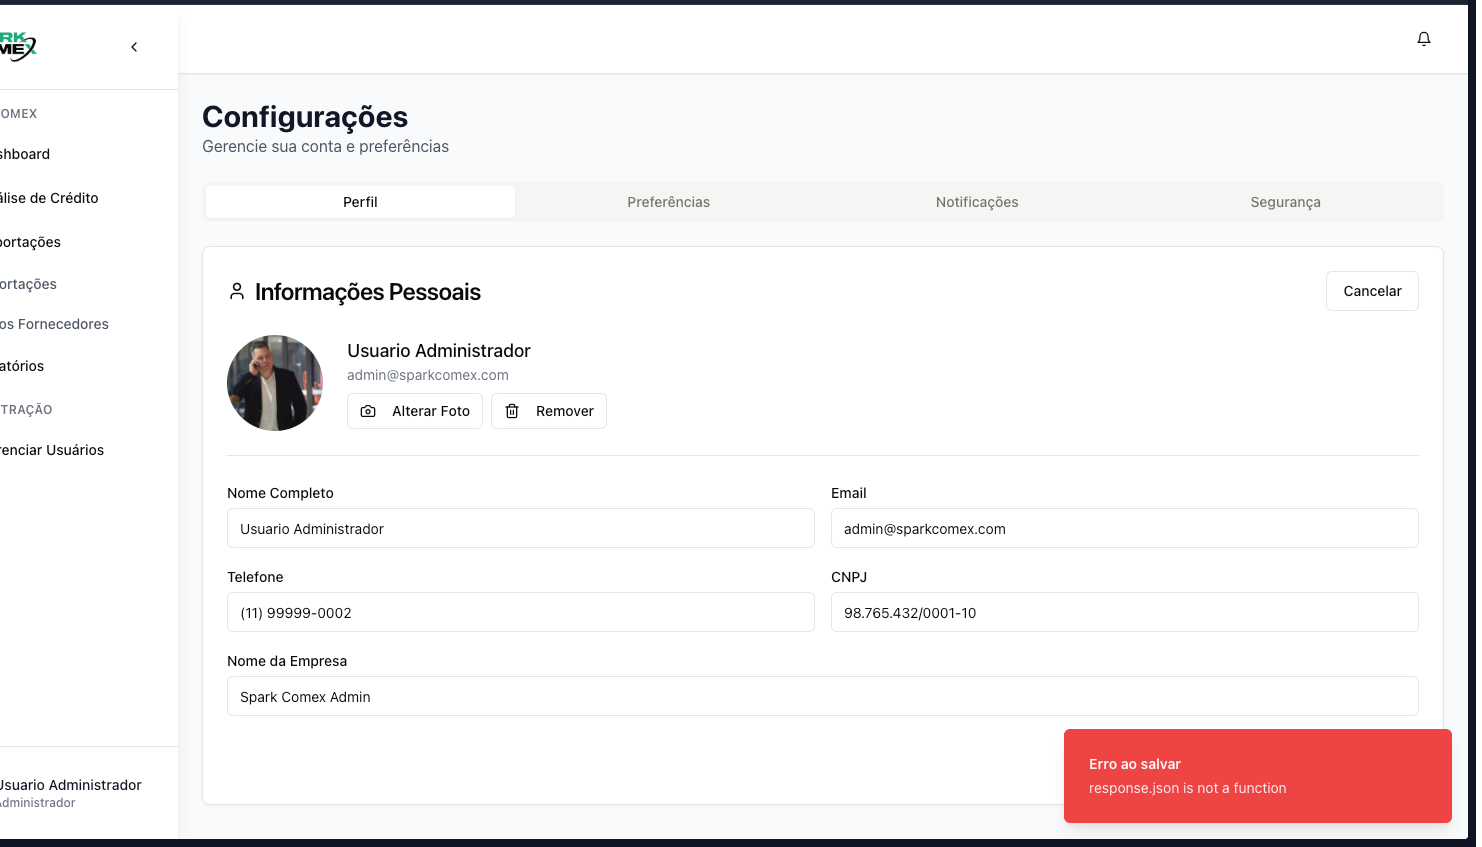 RK
MEX
OMEX
shboard
álise de Crédito
portações
ortações
os Fornecedores
atórios
TRAÇÃO
renciar Usuários
Usuario Administrador
Administrador
Configurações
Gerencie sua conta e preferências
Perfil
Preferências
Notificações
Segurança
Informações Pessoais
Cancelar
Usuario Administrador
admin@sparkcomex.com
Alterar Foto
Remover
Nome Completo
Email
Usuario Administrador
admin@sparkcomex.com
Telefone
CNPJ
(11) 99999-0002
98.765.432/0001-10
Nome da Empresa
Spark Comex Admin
Erro ao salvar
response.json is not a function